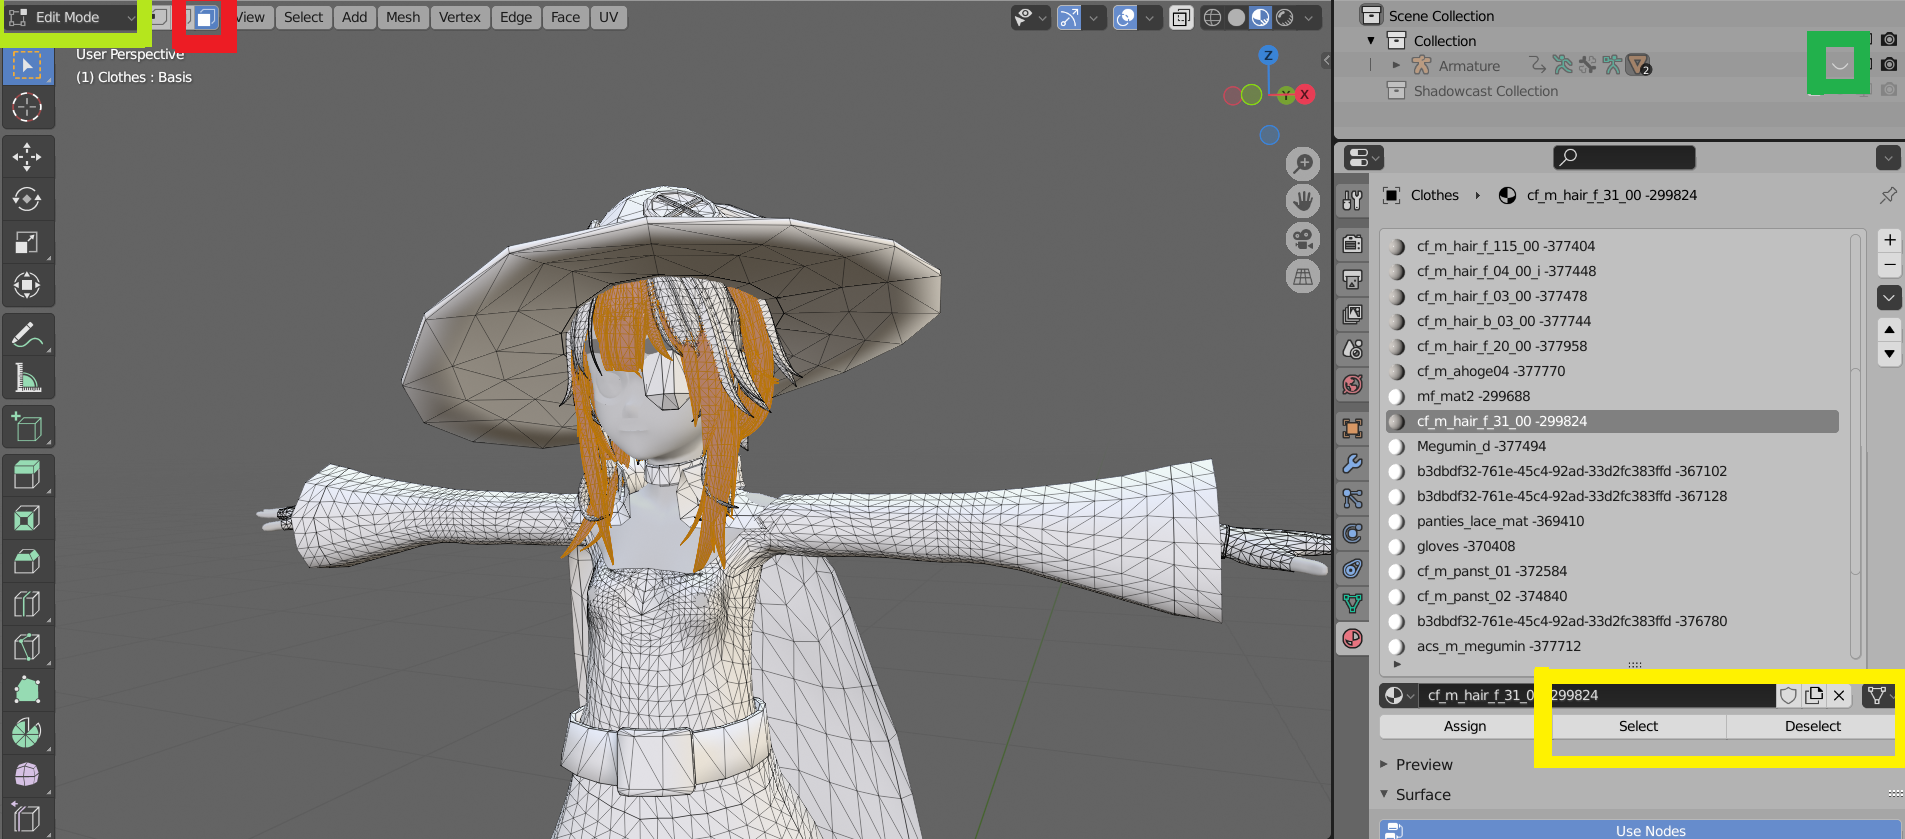 Edit Mode
View Select Add Mesh Vertex Edge Face UV
User Perspective
(1) Clothes : Basis
Z
Y
X
Scene Collection
Collection
Armature
2
Shadowcast Collection
Clothes
cf_m_hair_f_31_00 -299824
cf_m_hair_f_115_00 -377404
cf_m_hair_f_04_00_i -377448
cf_m_hair_f_03_00 -377478
cf_m_hair_b_03_00 -377744
cf_m_hair_f_20_00 -377958
cf_m_ahoge04 -377770
mf_mat2 -299688
cf_m_hair_f_31_00 -299824
Megumin_d -377494
b3dbdf32-761e-45c4-92ad-33d2fc383ffd -367102
b3dbdf32-761e-45c4-92ad-33d2fc383ffd -367128
panties_lace_mat -369410
gloves -370408
cf_m_panst_01 -372584
cf_m_panst_02 -374840
b3dbdf32-761e-45c4-92ad-33d2fc383ffd -376780
acs_m_megumin -377712
cf_m_hair_f_31_0 299824
Assign Select Deselect
Preview
Surface
Use Nodes